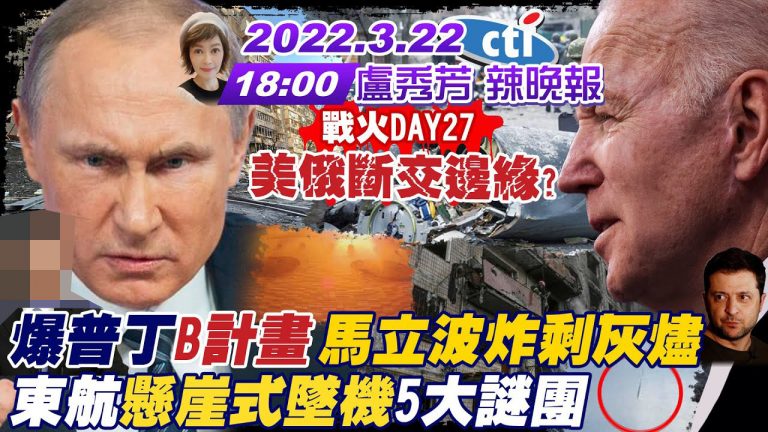 2022.3.22 cti
18:00 盧秀芳 辣晚報
戰火DAY27
美俄斷交邊緣?
爆普丁B計畫 馬立波炸剩灰燼
東航懸崖式墜機5大謎團